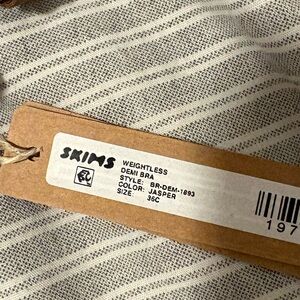 SKIMS
WEIGHTLESS
DEMI BRA
STYLE: BR-DEM-1893
COLOR: JASPER
SIZE: 36C
197